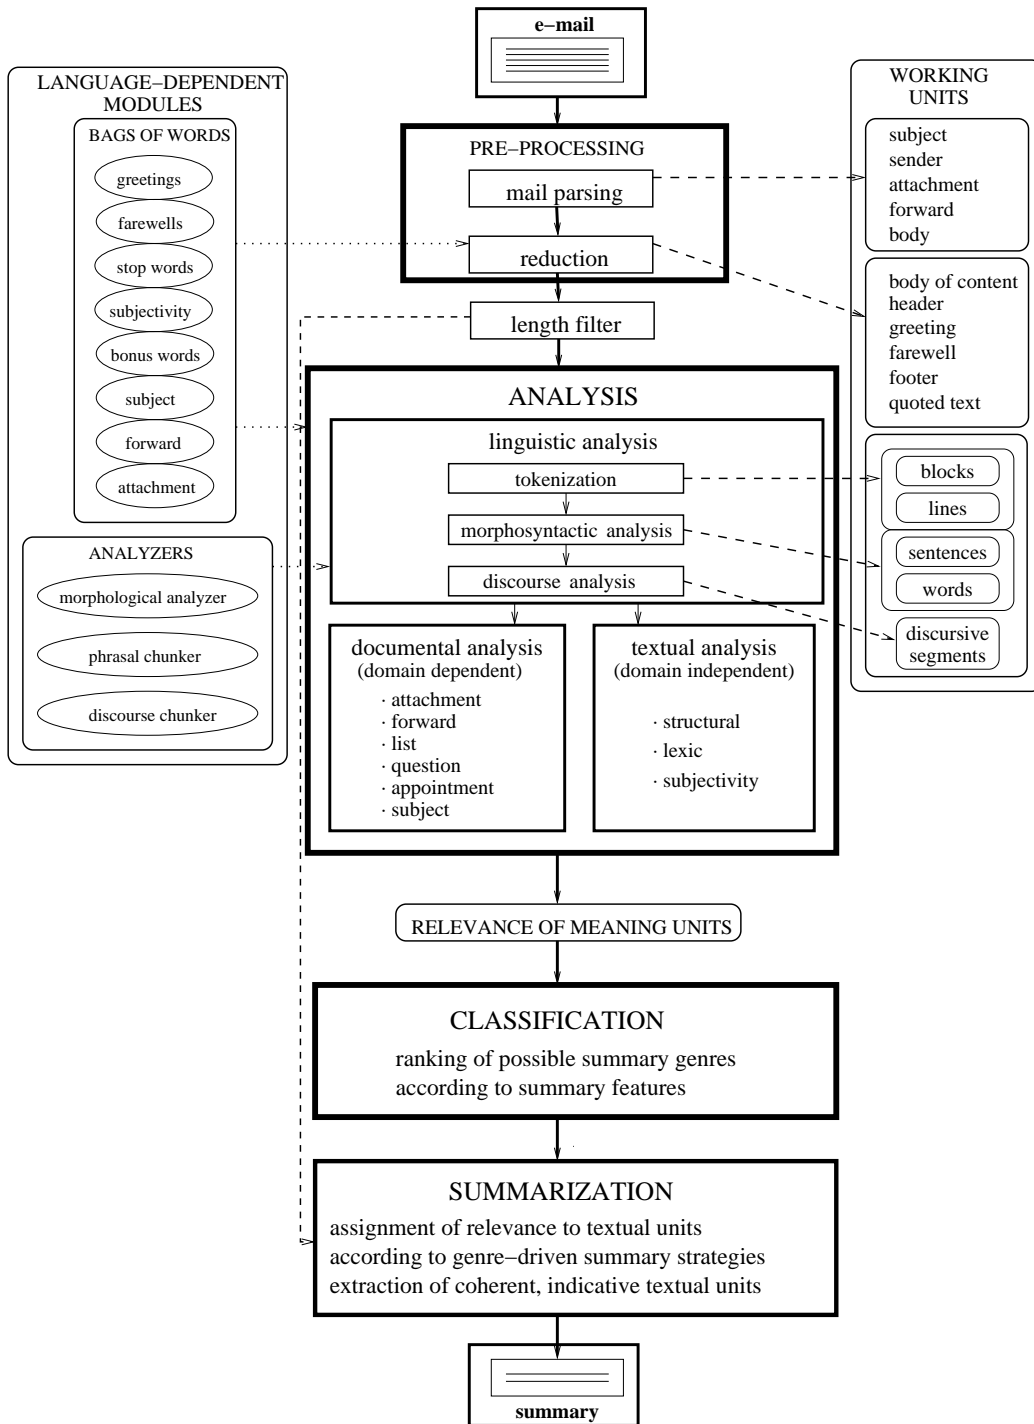 e−mail
LANGUAGE−DEPENDENT
MODULES
BAGS OF WORDS
greetings
farewells
stop words
subjectivity
bonus words
subject
forward
attachment
ANALYZERS
morphological analyzer
phrasal chunker
discourse chunker
PRE−PROCESSING
mail parsing
reduction
length filter
ANALYSIS
linguistic analysis
tokenization
morphosyntactic analysis
discourse analysis
documental analysis
(domain dependent)
· attachment
· forward
· list
· question
· appointment
· subject
textual analysis
(domain independent)
· structural
· lexic
· subjectivity
WORKING
UNITS
subject
sender
attachment
forward
body
body of content
header
greeting
farewell
footer
quoted text
blocks
lines
sentences
words
discursive
segments
RELEVANCE OF MEANING UNITS
CLASSIFICATION
ranking of possible summary genres
according to summary features
SUMMARIZATION
assignment of relevance to textual units
according to genre−driven summary strategies
extraction of coherent, indicative textual units
summary